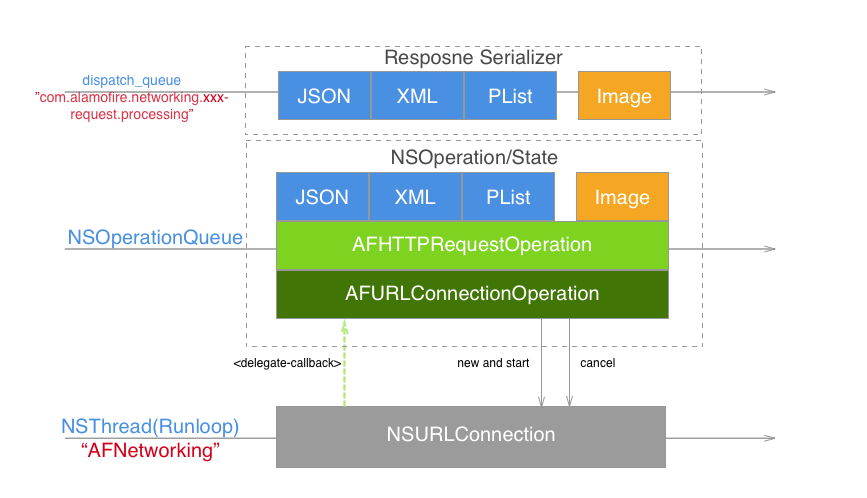 Resposne Serializer
dispatch_queue
”com.alamofire.networking.xxx-
request.processing”
JSON
XML
PList
Image
NSOperation/State
JSON
XML
PList
Image
NSOperationQueue
AFHTTPRequestOperation
AFURLConnectionOperation
<delegate-callback>
new and start
cancel
NSThread(Runloop)
“AFNetworking”
NSURLConnection